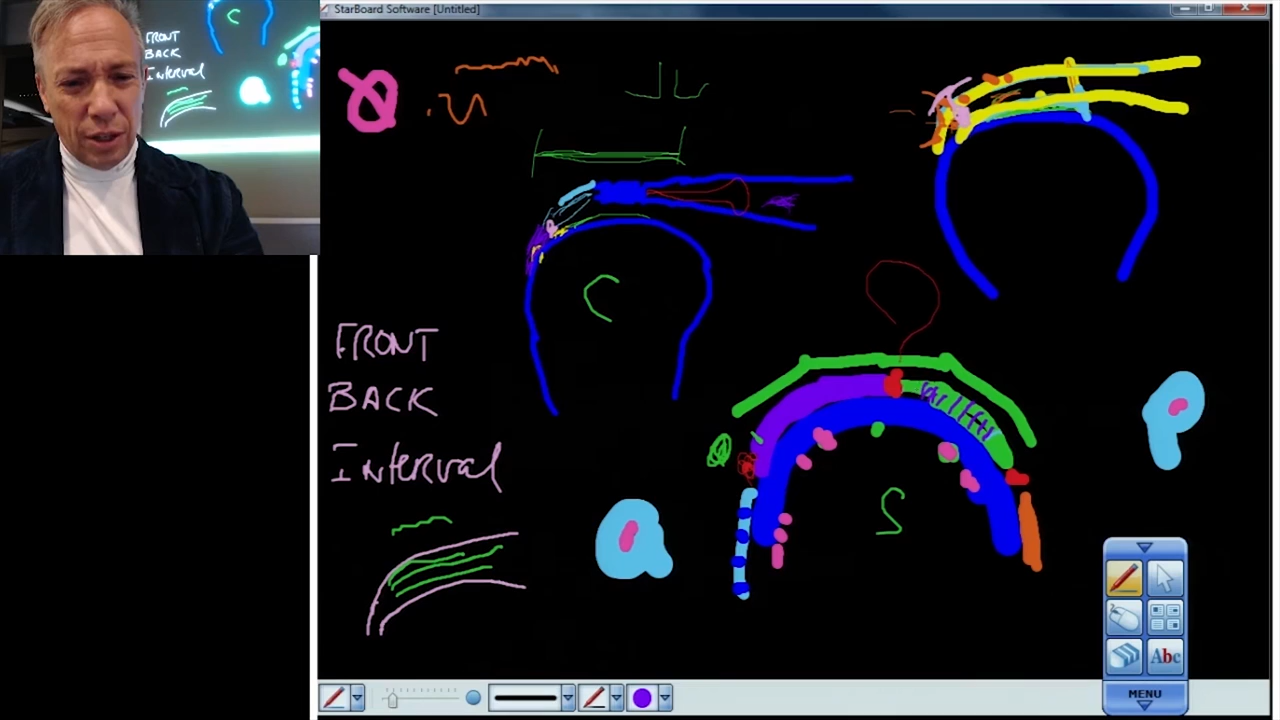 StarBoard Software [Untitled]
FRONT
BACK
INTERVAL
C
FRONT
BACK
INTERVAL
C
S
Abc
MENU